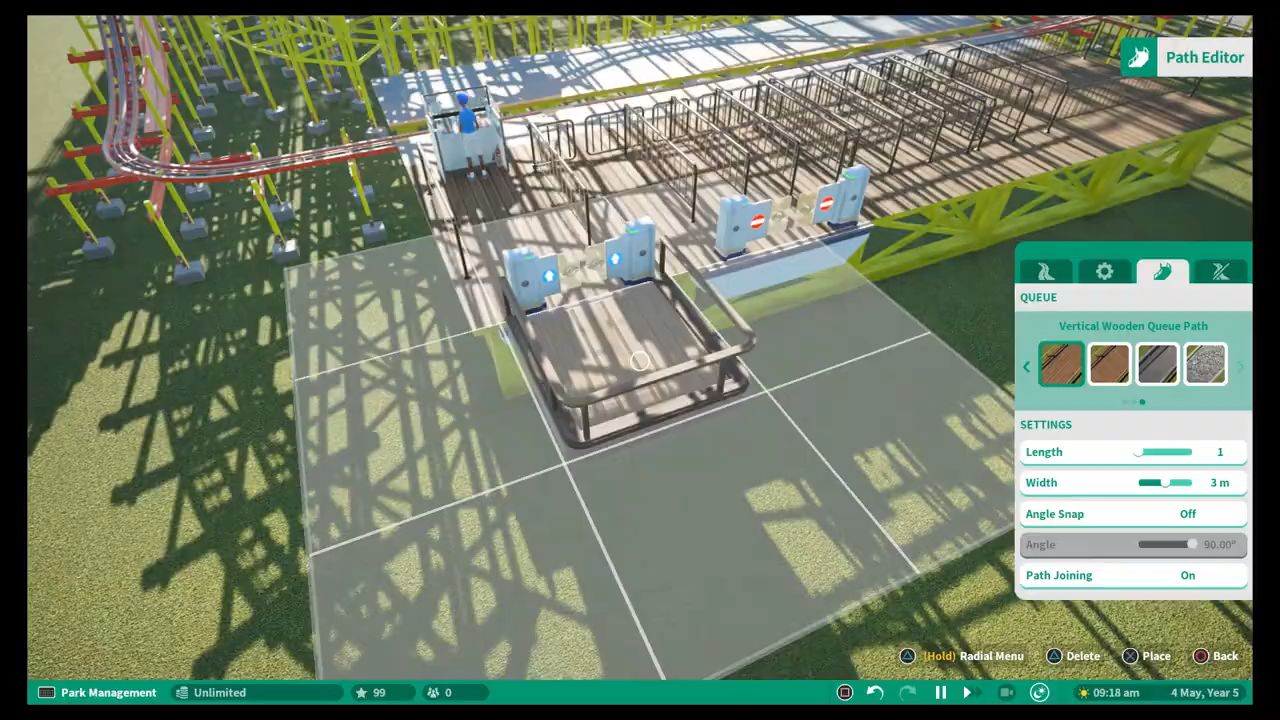 Path Editor
QUEUE
Vertical Wooden Queue Path
SETTINGS
Length 1
Width 3 m
Angle Snap Off
Angle 90.00°
Path Joining On
(Hold) Radial Menu Delete Place Back
Park Management Unlimited 99 0 09:18 am 4 May, Year 5